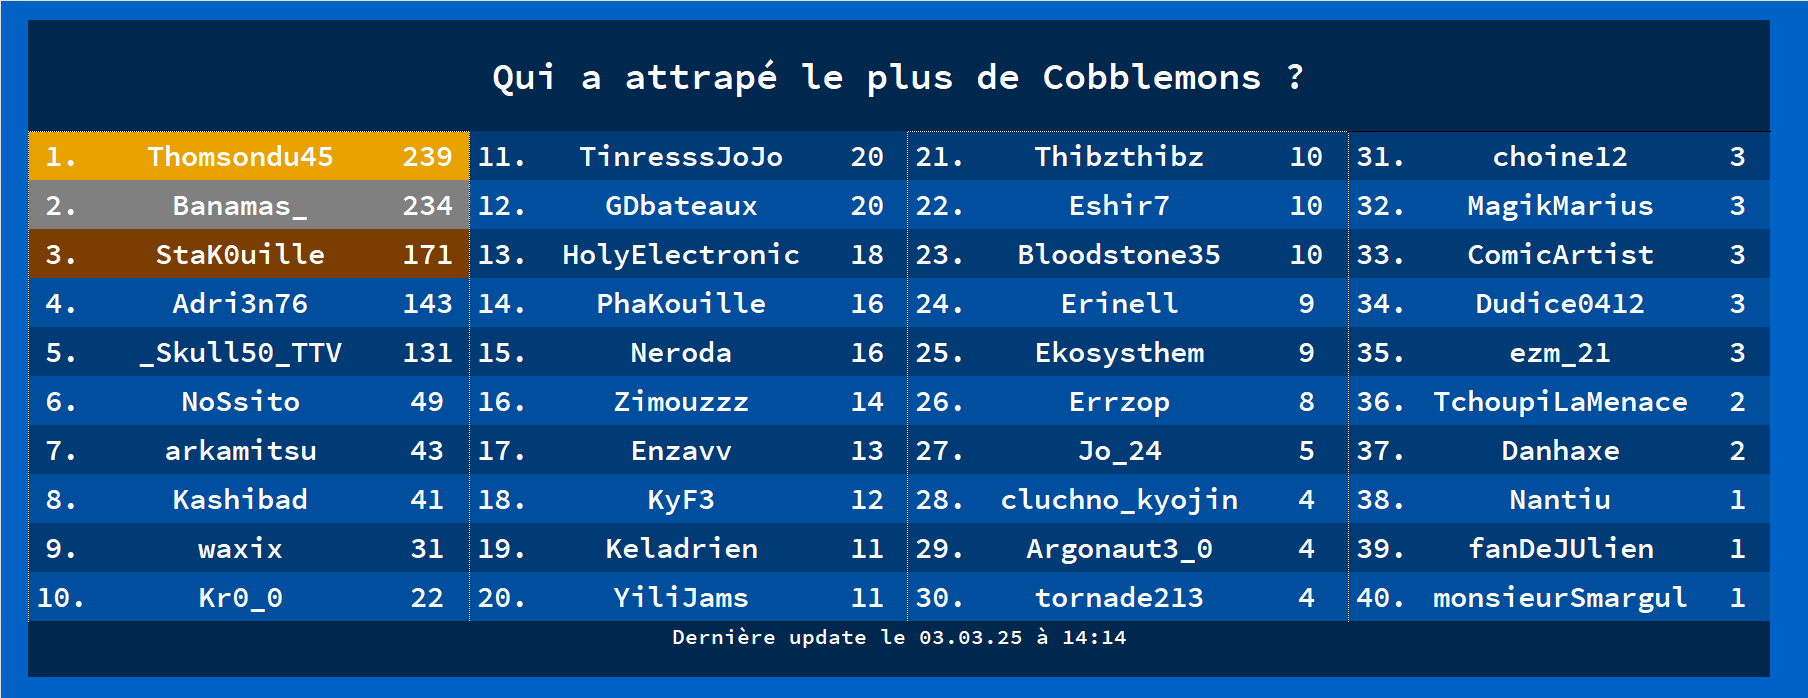 Qui a attrapé le plus de Cobblemons ?
1. Thomsondu45 239
2. Banamas_ 234
3. StaK0uille 171
4. Adri3n76 143
5. _Skull50_TTV 131
6. NoSsito 49
7. arkamitsu 43
8. Kashibad 41
9. waxix 31
10. Kr0_0 22
11. TinresssJoJo 20
12. GDbateaux 20
13. HolyElectronic 18
14. PhaKouille 16
15. Neroda 16
16. Zimouzzz 14
17. Enzavv 13
18. KyF3 12
19. Keladrien 11
20. YiliJams 11
21. Thibzthibz 10
22. Eshir7 10
23. Bloodstone35 10
24. Erinell 9
25. Ekosysthem 9
26. Errzop 8
27. Jo_24 5
28. cluchno_kyojin 4
29. Argonaut3_0 4
30. tornade213 4
31. choine12 3
32. MagikMarius 3
33. ComicArtist 3
34. Dudice0412 3
35. ezm_21 3
36. TchoupiLaMenace 2
37. Danhaxe 2
38. Nantiu 1
39. fanDeJUlien 1
40. monsieurSmargul 1
Dernière update le 03.03.25 à 14:14